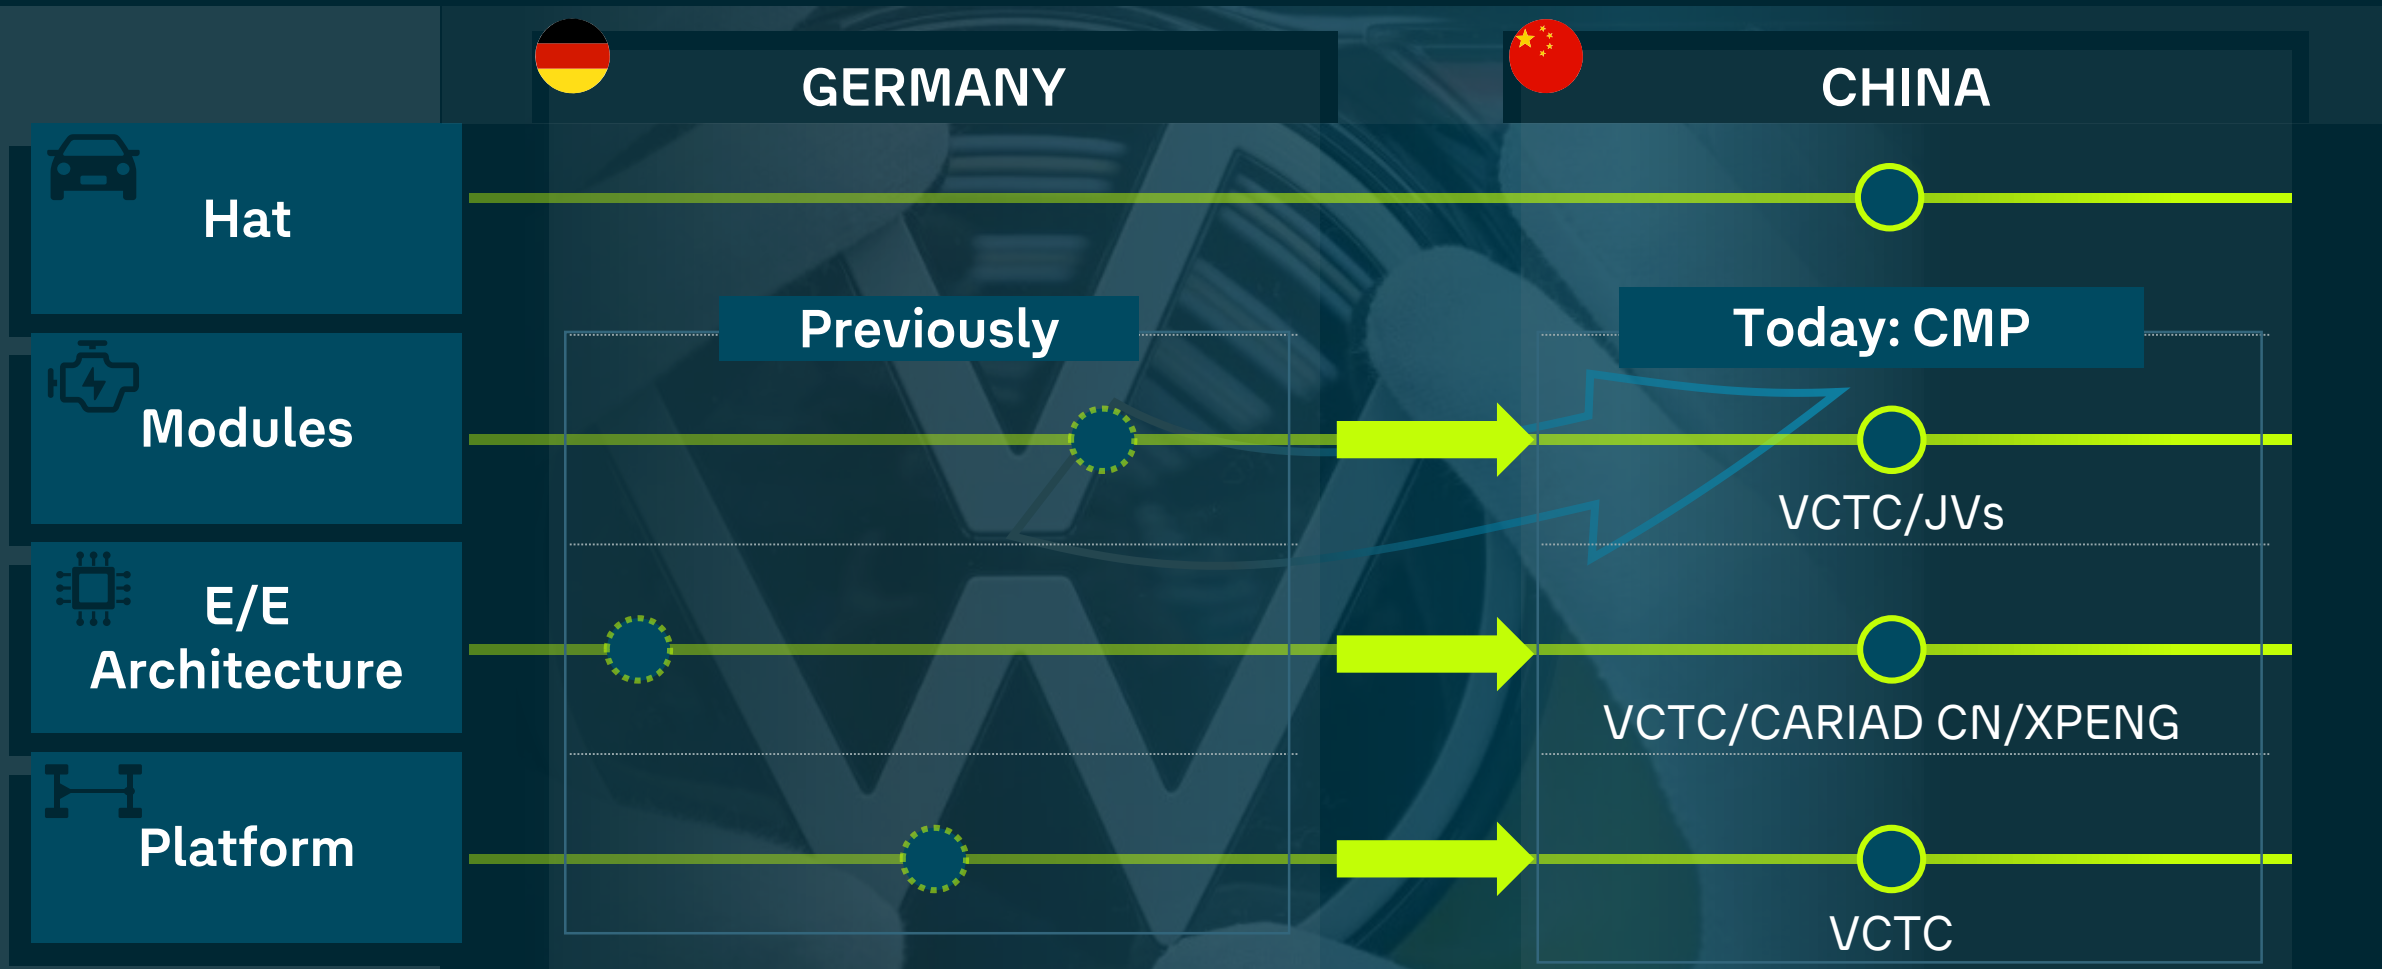 GERMANY
CHINA
Hat
Previously
Today: CMP
Modules
VCTC/JVs
E/E
Architecture
VCTC/CARIAD CN/XPENG
Platform
VCTC